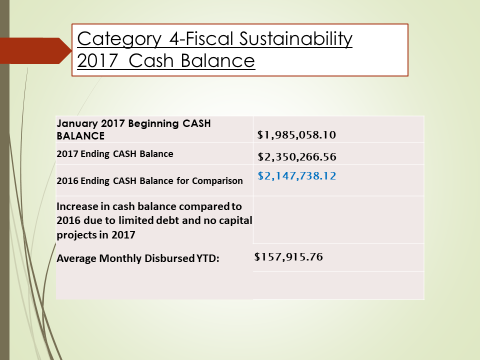 Category 4-Fiscal Sustainability
2017 Cash Balance
January 2017 Beginning CASH
BALANCE
$1,985,058.10
2017 Ending CASH Balance
$2,350,266.56
2016 Ending CASH Balance for Comparison
$2,147,738.12
Increase in cash balance compared to
2016 due to limited debt and no capital
projects in 2017
Average Monthly Disbursed YTD:
$157,915.76